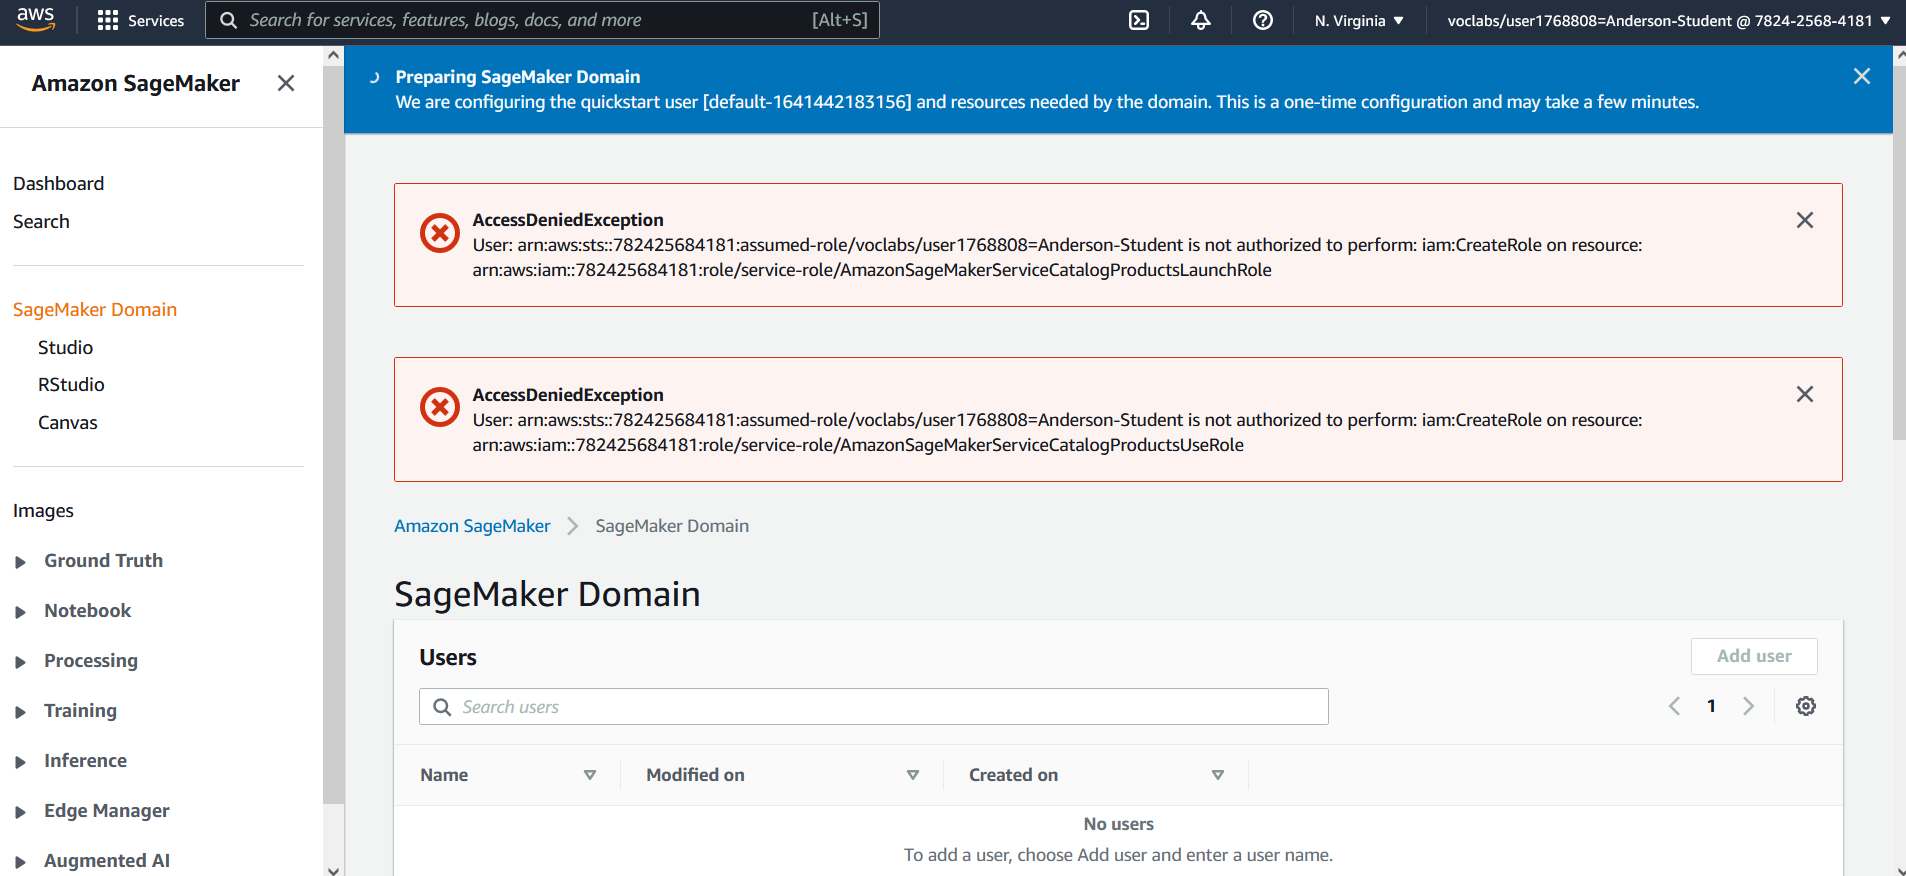 aws
Services
Search for services, features, blogs, docs, and more [Alt+S]
N. Virginia
voclabs/user1768808=Anderson-Student @ 7824-2568-4181
Amazon SageMaker
Dashboard
Search
SageMaker Domain
Studio
RStudio
Canvas
Images
Ground Truth
Notebook
Processing
Training
Inference
Edge Manager
Augmented AI
Preparing SageMaker Domain
We are configuring the quickstart user [default-1641442183156] and resources needed by the domain. This is a one-time configuration and may take a few minutes.
AccessDeniedException
User: arn:aws:sts::782425684181:assumed-role/voclabs/user1768808=Anderson-Student is not authorized to perform: iam:CreateRole on resource:
arn:aws:iam::782425684181:role/service-role/AmazonSageMakerServiceCatalogProductsLaunchRole
AccessDeniedException
User: arn:aws:sts::782425684181:assumed-role/voclabs/user1768808=Anderson-Student is not authorized to perform: iam:CreateRole on resource:
arn:aws:iam::782425684181:role/service-role/AmazonSageMakerServiceCatalogProductsUseRole
Amazon SageMaker > SageMaker Domain
SageMaker Domain
Users
Add user
Search users
1
Name
Modified on
Created on
No users
To add a user, choose Add user and enter a user name.